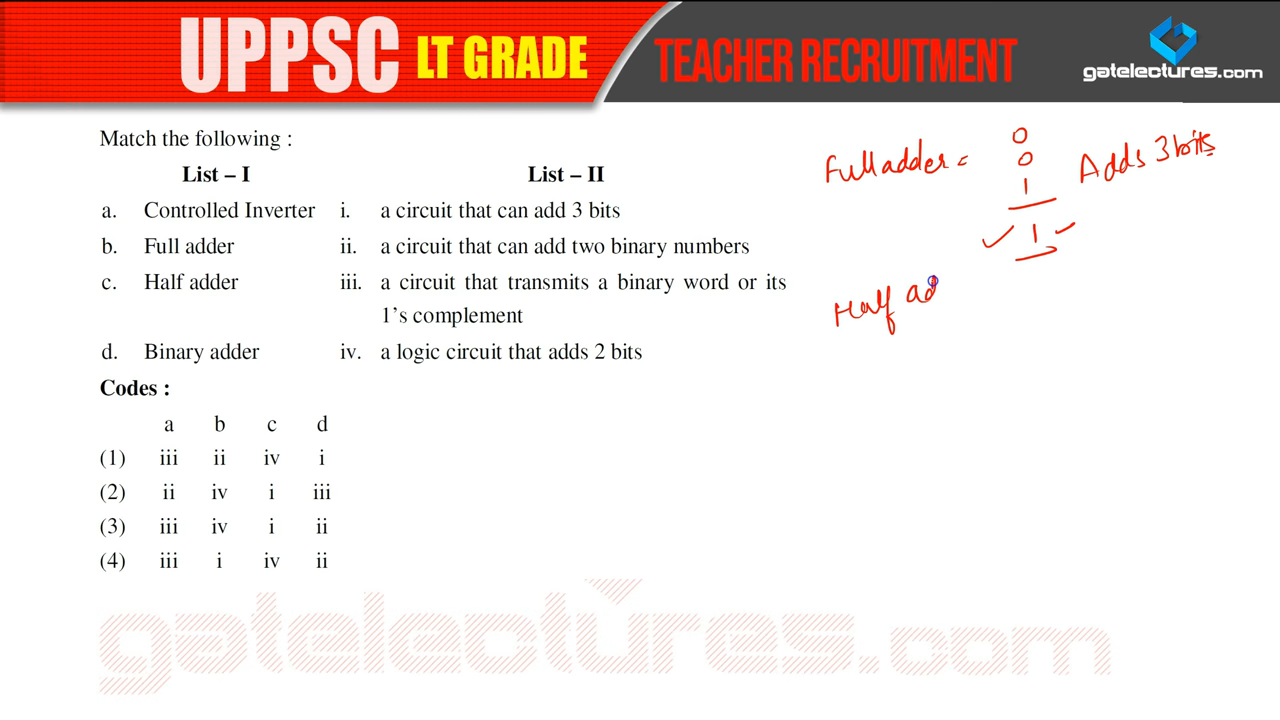 UPPSC LT GRADE TEACHER RECRUITMENT
gatelectures.com
Match the following :
List – I List – II
a. Controlled Inverter i. a circuit that can add 3 bits
b. Full adder ii. a circuit that can add two binary numbers
c. Half adder iii. a circuit that transmits a binary word or its
1's complement
d. Binary adder iv. a logic circuit that adds 2 bits
Codes :
a b c d
(1) iii ii iv i
(2) ii iv i iii
(3) iii iv i ii
(4) iii i iv ii
Full adder =
0
0
1
1
Adds 3 bits
Half ad
gatelectures.com